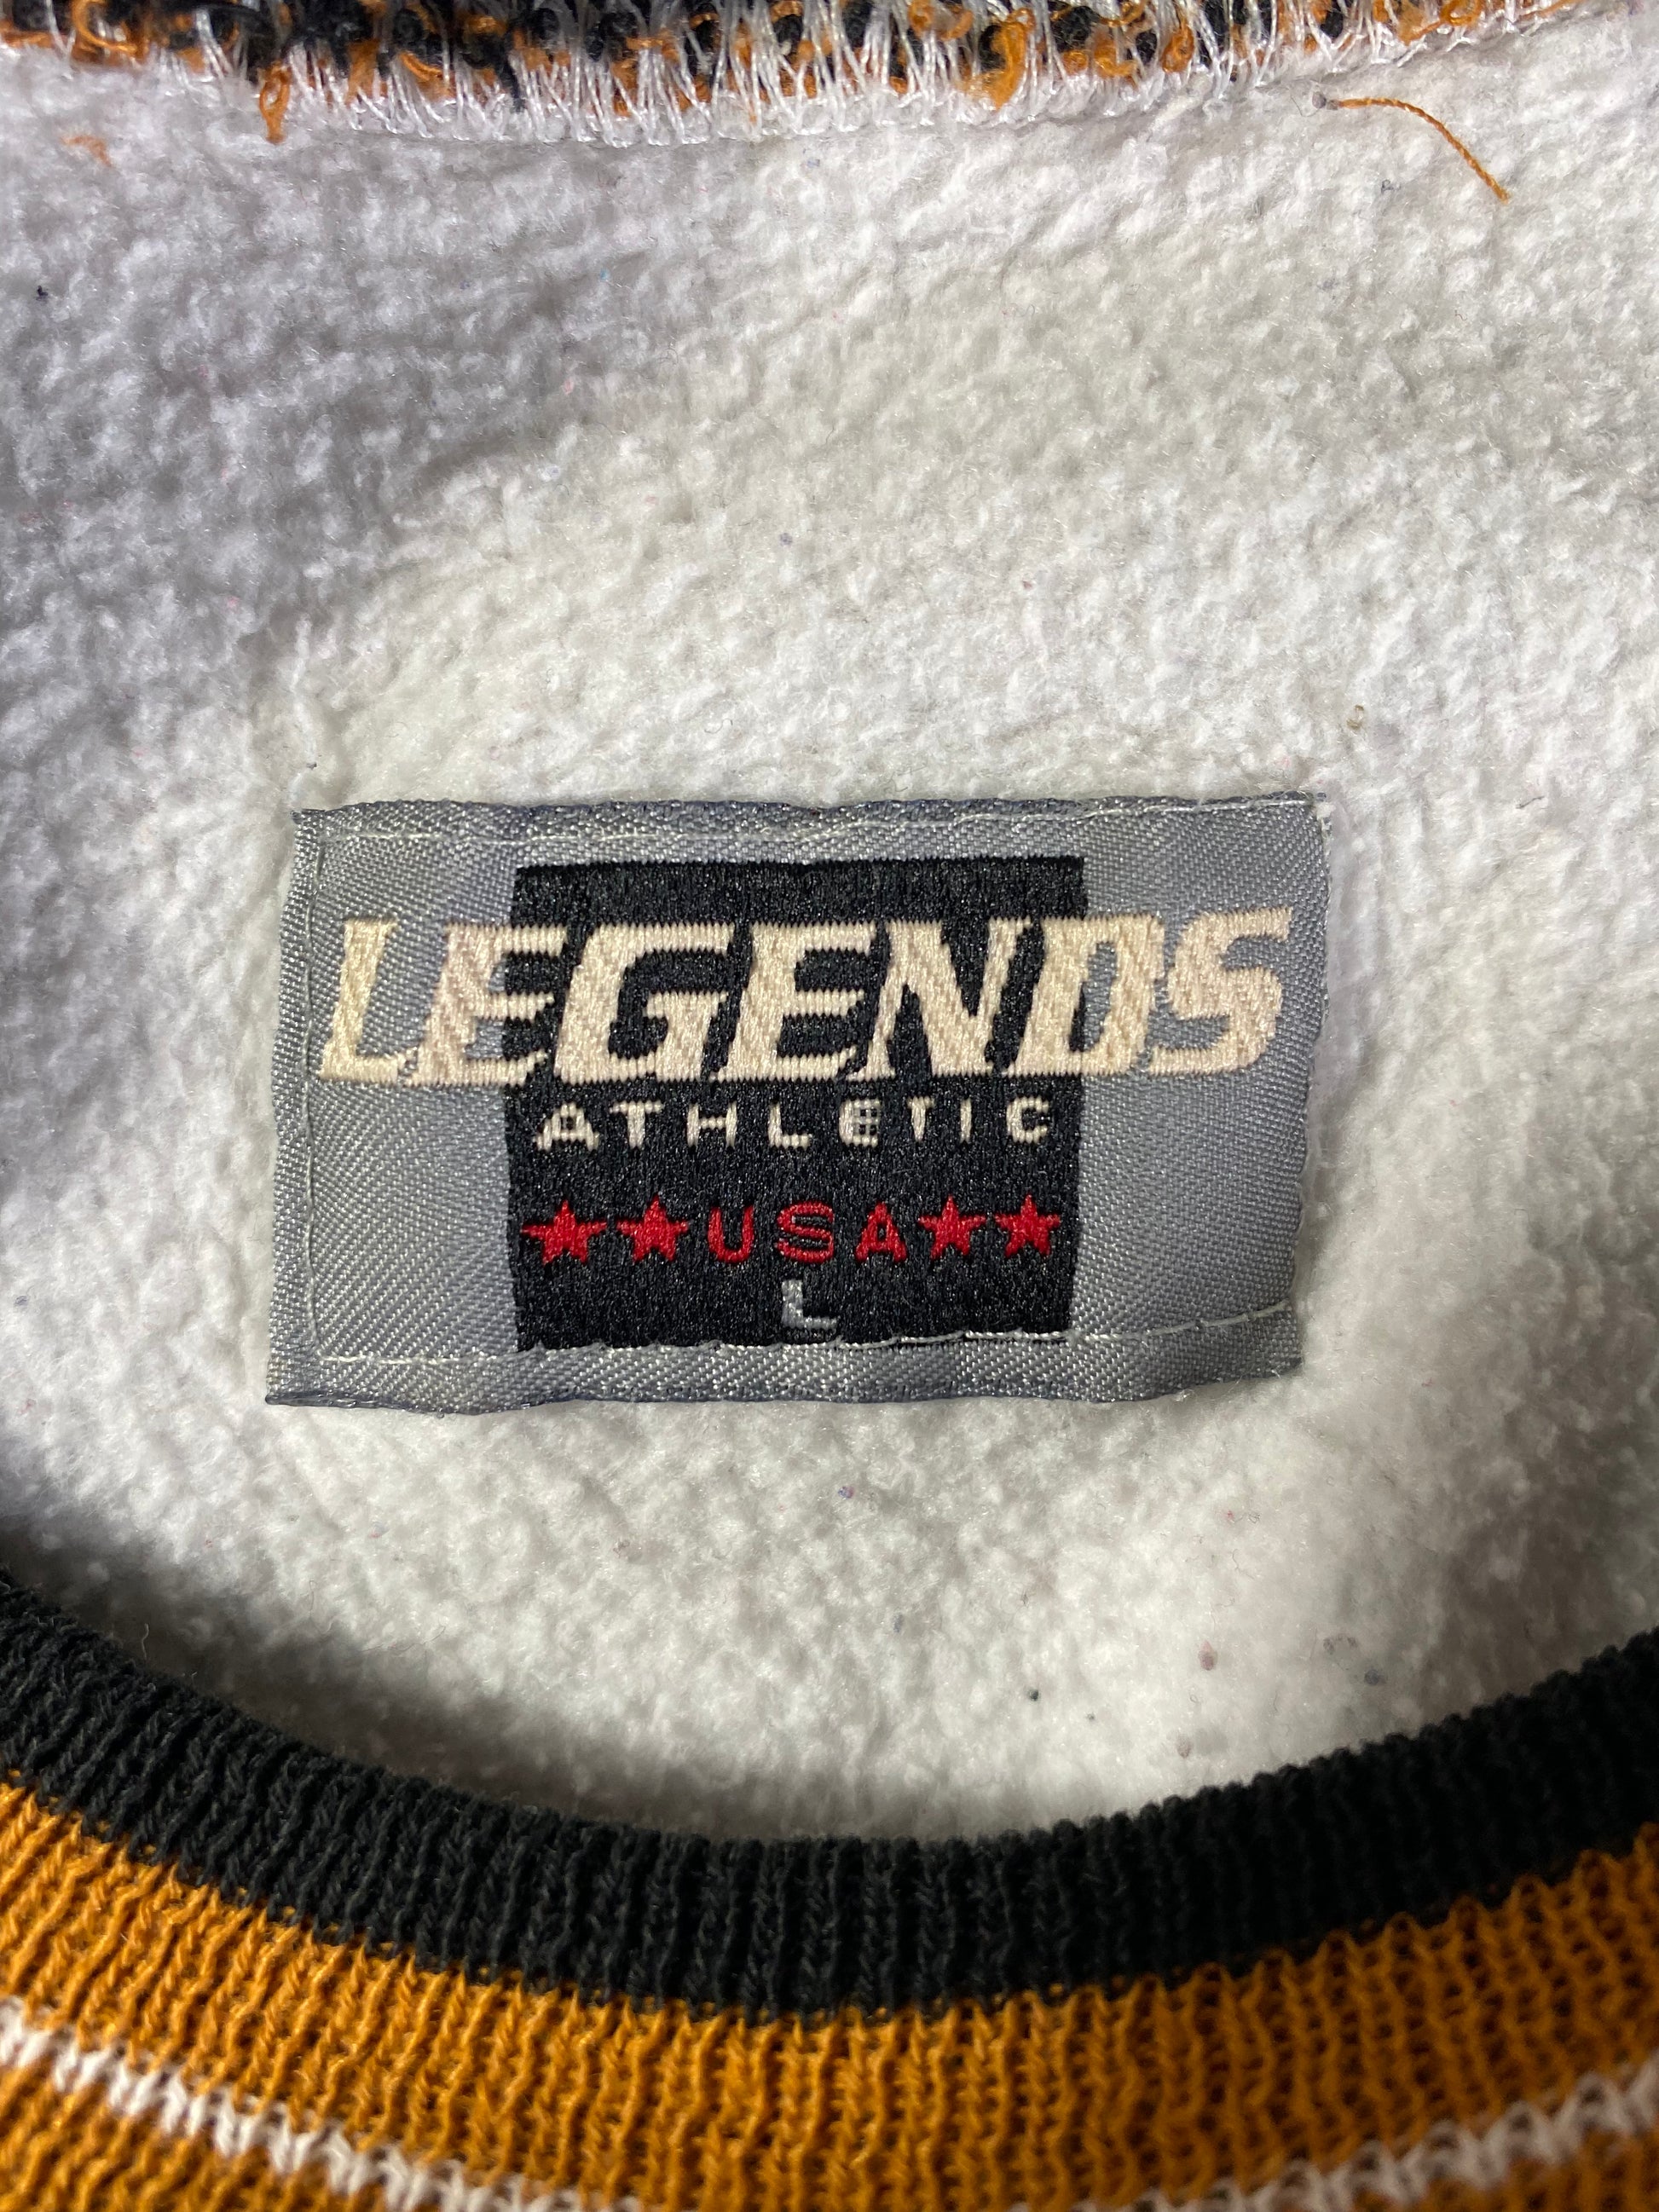 LEGENDS
ATHLETIC
★★USA★★
L